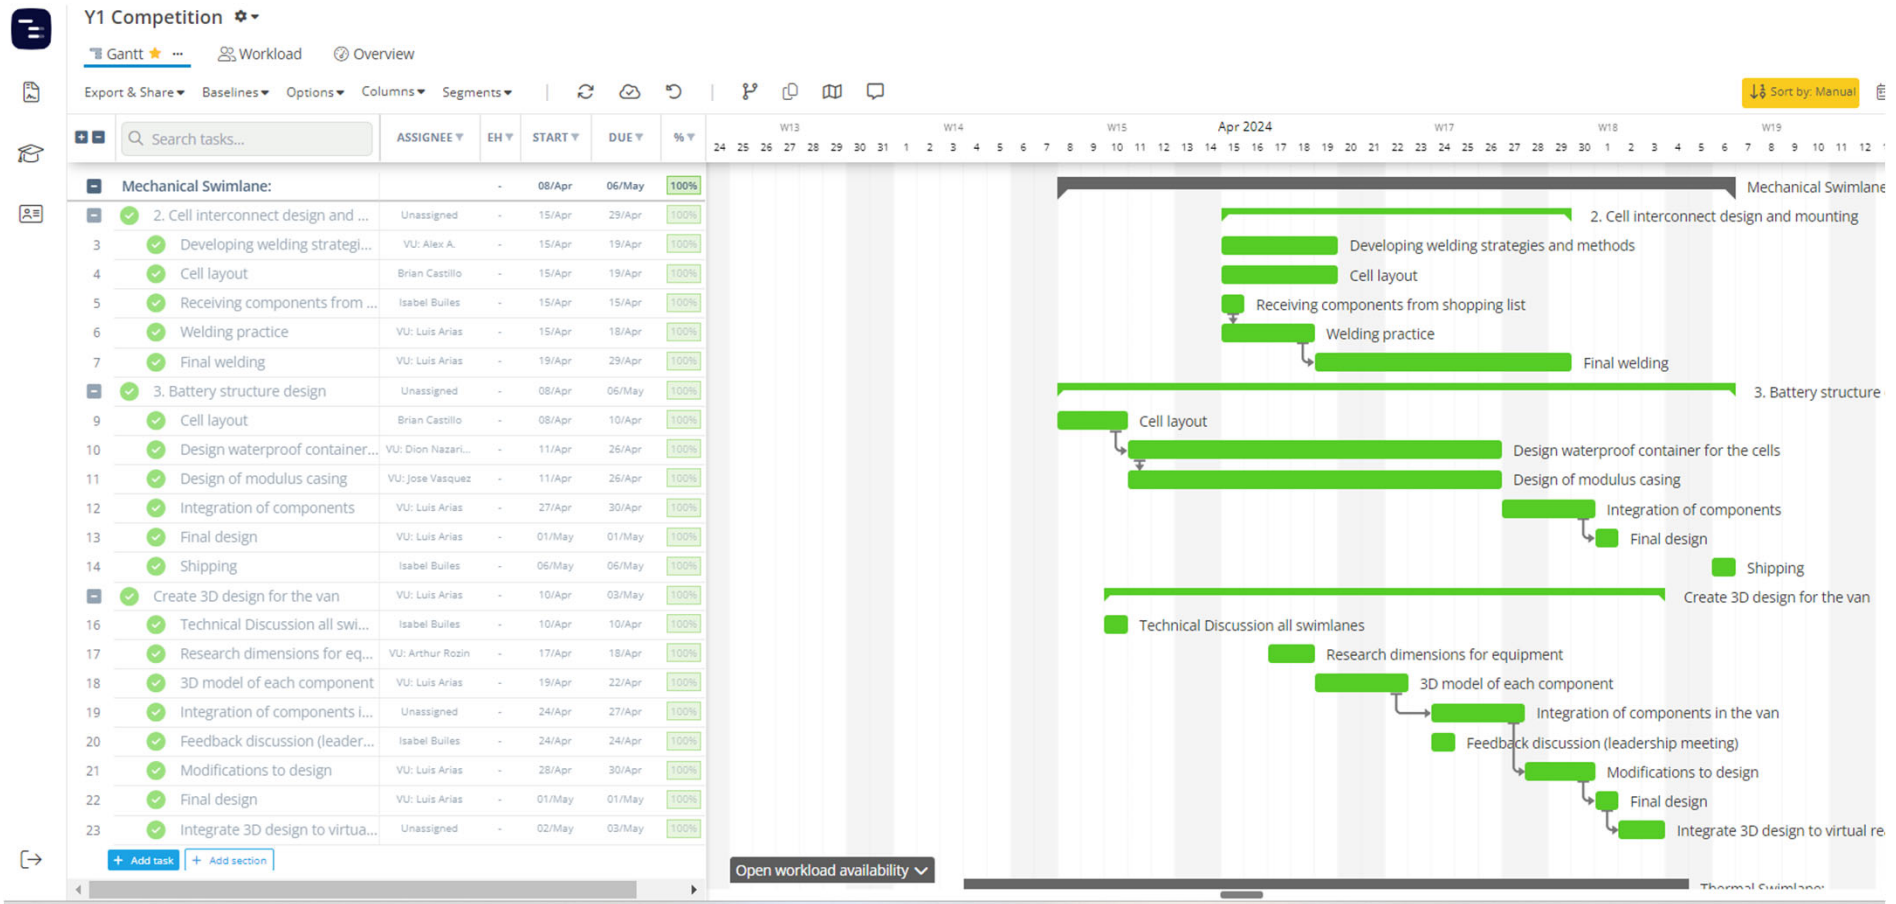 Y1 Competition
Gantt ... Workload Overview
Export & Share Baselines Options Columns Segments Sort by: Manual
Search tasks... ASSIGNEE EH START DUE %
W13 W14 W15 Apr 2024 W17 W18 W19
24 25 26 27 28 29 30 31 1 2 3 4 5 6 7 8 9 10 11 12 13 14 15 16 17 18 19 20 21 22 23 24 25 26 27 28 29 30 1 2 3 4 5 6 7 8 9 10 11 12
Mechanical Swimlane: - 08/Apr 06/May 100% Mechanical Swimlane
2. Cell interconnect design and ... Unassigned - 15/Apr 29/Apr 100% 2. Cell interconnect design and mounting
3 Developing welding strategi... VU: Alex A. - 15/Apr 19/Apr 100% Developing welding strategies and methods
4 Cell layout Brian Castillo - 15/Apr 19/Apr 100% Cell layout
5 Receiving components from ... Isabel Builes - 15/Apr 15/Apr 100% Receiving components from shopping list
6 Welding practice VU: Luis Arias - 15/Apr 18/Apr 100% Welding practice
7 Final welding VU: Luis Arias - 19/Apr 29/Apr 100% Final welding
3. Battery structure design Unassigned - 08/Apr 06/May 100% 3. Battery structure
9 Cell layout Brian Castillo - 08/Apr 10/Apr 100% Cell layout
10 Design waterproof container... VU: Dion Nazari... - 11/Apr 26/Apr 100% Design waterproof container for the cells
11 Design of modulus casing VU: Jose Vasquez - 11/Apr 26/Apr 100% Design of modulus casing
12 Integration of components VU: Luis Arias - 27/Apr 30/Apr 100% Integration of components
13 Final design VU: Luis Arias - 01/May 01/May 100% Final design
14 Shipping Isabel Builes - 06/May 06/May 100% Shipping
Create 3D design for the van VU: Luis Arias - 10/Apr 03/May 100% Create 3D design for the van
16 Technical Discussion all swi... Isabel Builes - 10/Apr 10/Apr 100% Technical Discussion all swimlanes
17 Research dimensions for eq... VU: Arthur Rozin - 17/Apr 18/Apr 100% Research dimensions for equipment
18 3D model of each component VU: Luis Arias - 19/Apr 22/Apr 100% 3D model of each component
19 Integration of components i... Unassigned - 24/Apr 27/Apr 100% Integration of components in the van
20 Feedback discussion (leader... Isabel Builes - 24/Apr 24/Apr 100% Feedback discussion (leadership meeting)
21 Modifications to design VU: Luis Arias - 28/Apr 30/Apr 100% Modifications to design
22 Final design VU: Luis Arias - 01/May 01/May 100% Final design
23 Integrate 3D design to virtua... Unassigned - 02/May 03/May 100% Integrate 3D design to virtual re
+ Add task + Add section
Open workload availability
Thermal Swimlane: